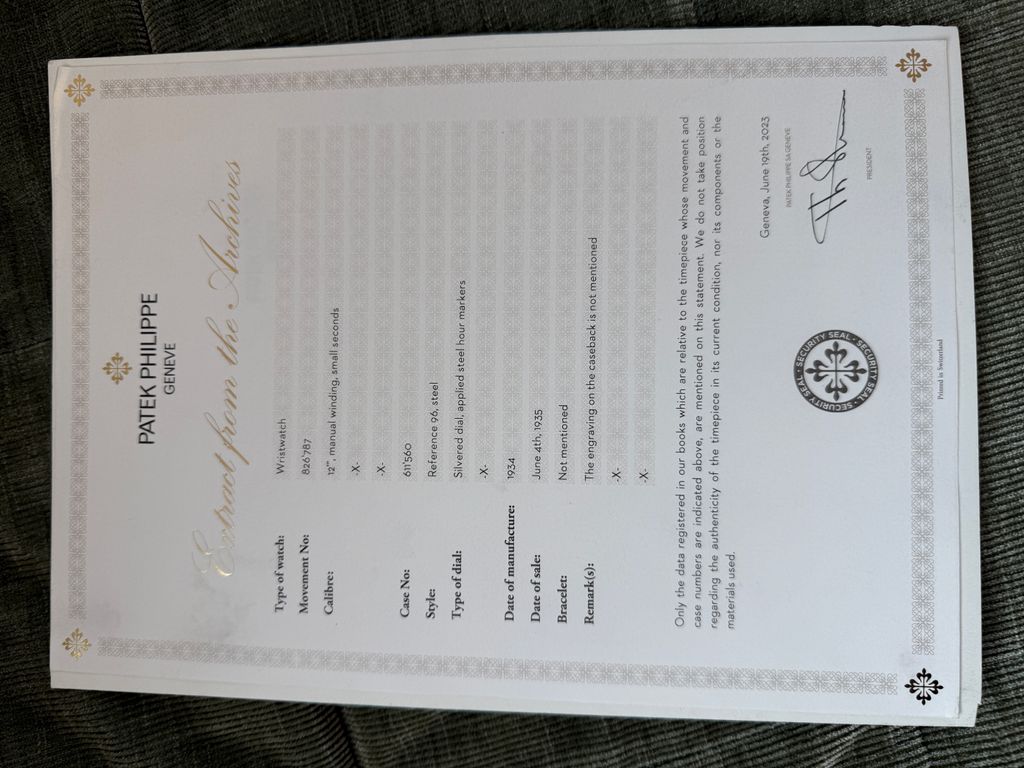 PATEK PHILIPPE
GENEVE
Extract from the Archives
Type of watch: Wristwatch
Movement No: 826'787
Calibre: 12''', manual winding, small seconds
-X-
-X-
Case No: 611'560
Style: Reference 96, steel
Type of dial: Silvered dial, applied steel hour markers
-X-
Date of manufacture: 1934
Date of sale: June 4th, 1935
Bracelet: Not mentioned
Remark(s): The engraving on the caseback is not mentioned
-X-
-X-
Only the data registered in our books which are relative to the timepiece whose movement and
case numbers are indicated above, are mentioned on this statement. We do not take position
regarding the authenticity of the timepiece in its current condition, nor its components or the
materials used.
Geneva, June 19th, 2023
PATEK PHILIPPE SA GENEVE
PRESIDENT
SECURITY SEAL • SECURITY SEAL • SECURITY SEAL •
Printed in Switzerland